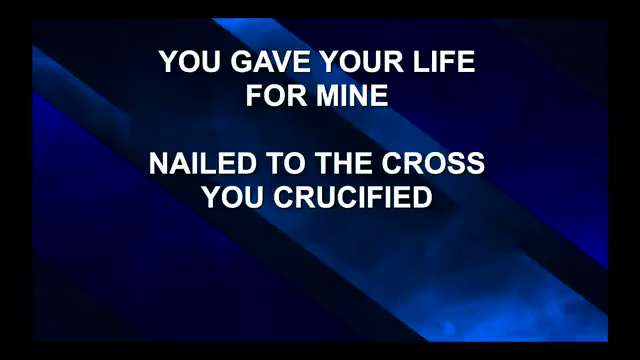 YOU GAVE YOUR LIFE
FOR MINE
NAILED TO THE CROSS
YOU CRUCIFIED